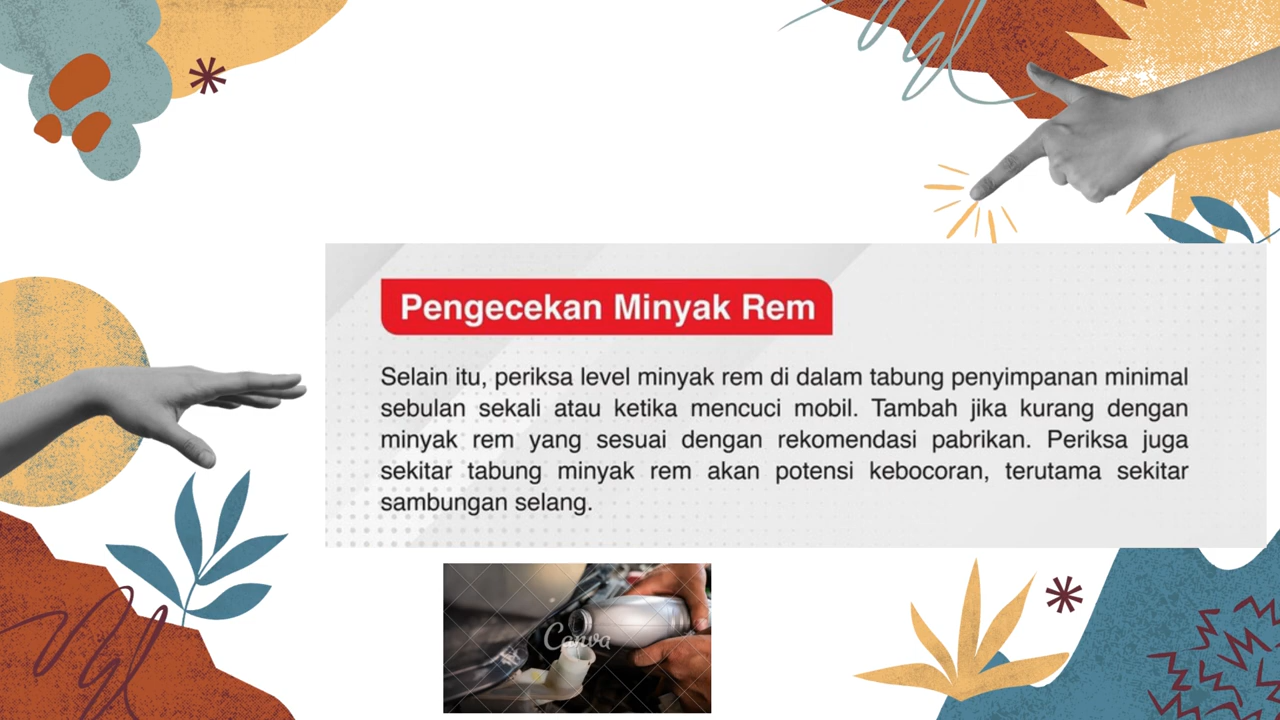 Pengecekan Minyak Rem
Selain itu, periksa level minyak rem di dalam tabung penyimpanan minimal
sebulan sekali atau ketika mencuci mobil. Tambah jika kurang dengan
minyak rem yang sesuai dengan rekomendasi pabrikan. Periksa juga
sekitar tabung minyak rem akan potensi kebocoran, terutama sekitar
sambungan selang.
Canva